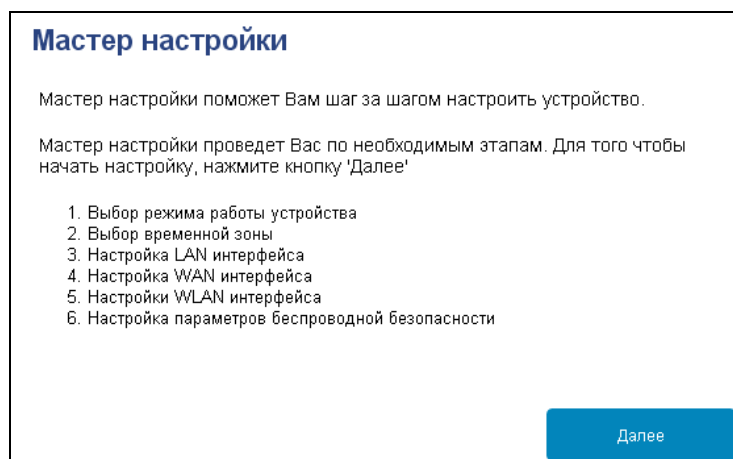 Мастер настройки
Мастер настройки поможет Вам шаг за шагом настроить устройство.
Мастер настройки проведет Вас по необходимым этапам. Для того чтобы
начать настройку, нажмите кнопку 'Далее'
1. Выбор режима работы устройства
2. Выбор временной зоны
3. Настройка LAN интерфейса
4. Настройка WAN интерфейса
5. Настройки WLAN интерфейса
6. Настройка параметров беспроводной безопасности
Далее